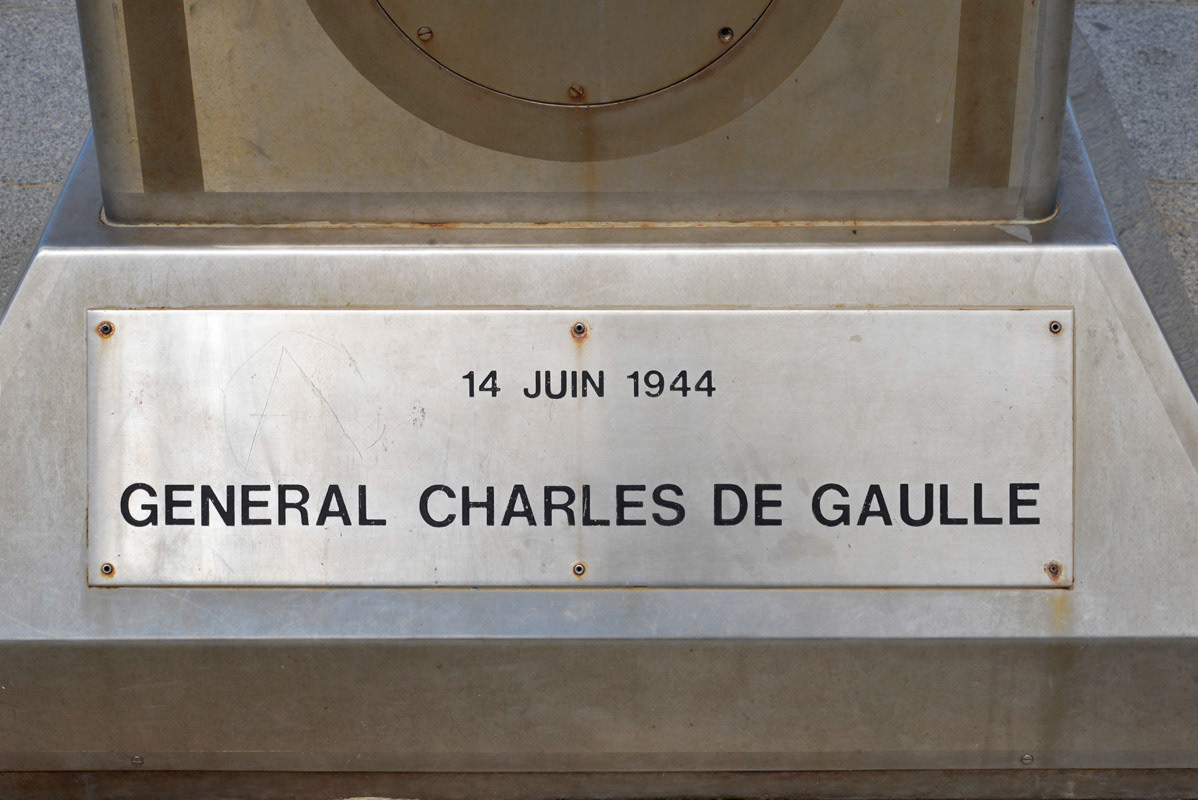 14 JUIN 1944
GENERAL CHARLES DE GAULLE